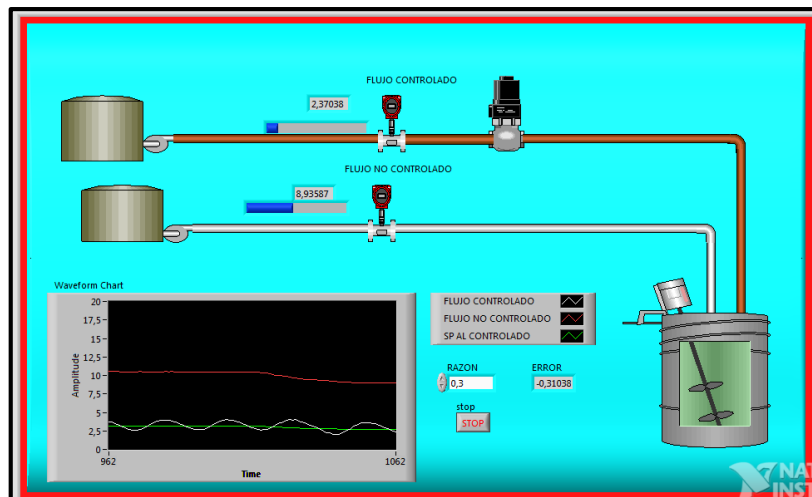 FLUJO CONTROLADO
2,37038
FLUJO NO CONTROLADO
8,93587
Waveform Chart
20
17,5
15
12,5
10
7,5
5
2,5
0
Amplitude
962
1062
Time
FLUJO CONTROLADO
FLUJO NO CONTROLADO
SP AL CONTROLADO
RAZON
0,3
ERROR
-0,31038
stop
STOP
NAT
INST